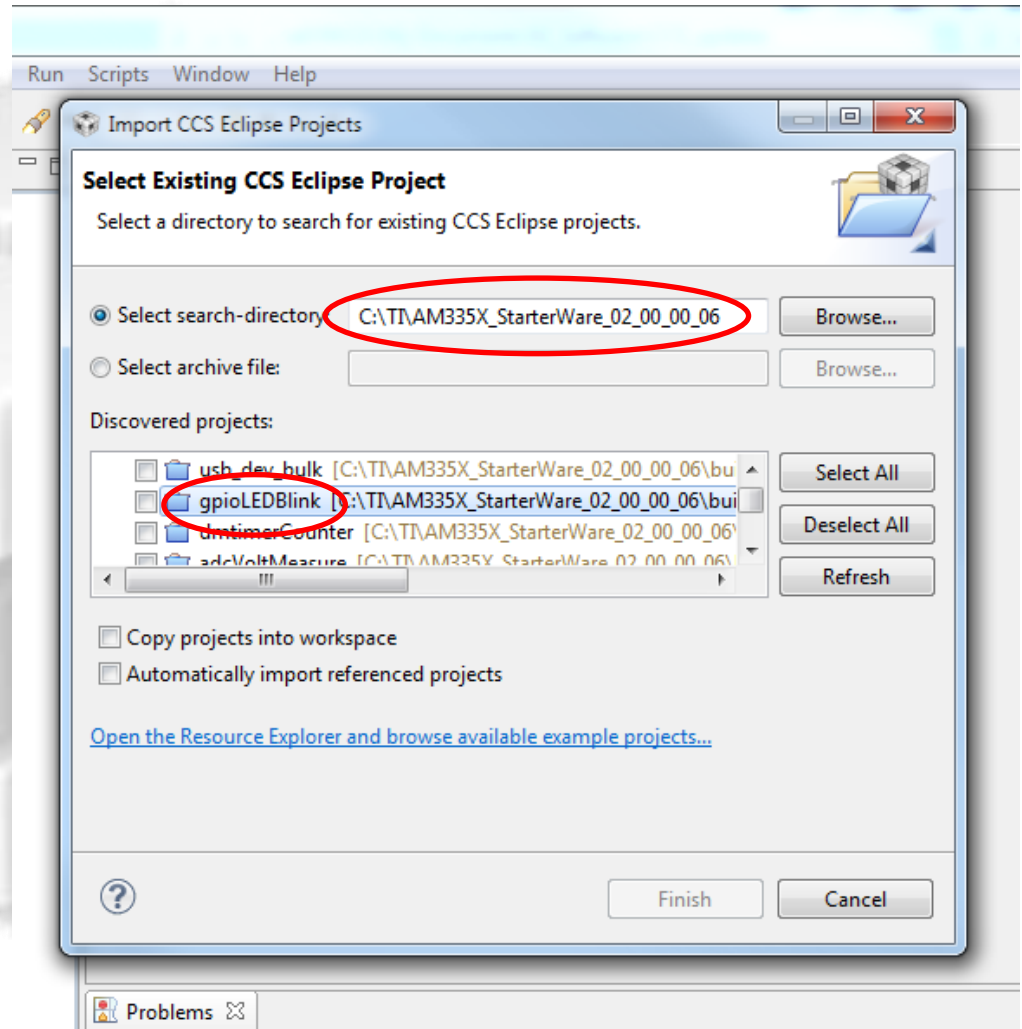 Run Scripts Window Help
Import CCS Eclipse Projects
Select Existing CCS Eclipse Project
Select a directory to search for existing CCS Eclipse projects.
Select search-directory C:\TI\AM335X_StarterWare_02_00_00_06 Browse...
Select archive file: Browse...
Discovered projects:
usb_dev_bulk [C:\TI\AM335X_StarterWare_02_00_00_06\bu Select All
gpioLEDBlink [C:\TI\AM335X_StarterWare_02_00_00_06\bui
dmtimerCounter [C:\TI\AM335X_StarterWare_02_00_00_06\ Deselect All
adcVoltMeasure [C:\TI\AM335X_StarterWare_02_00_00_06\
Refresh
Copy projects into workspace
Automatically import referenced projects
Open the Resource Explorer and browse available example projects...
? Finish Cancel
Problems